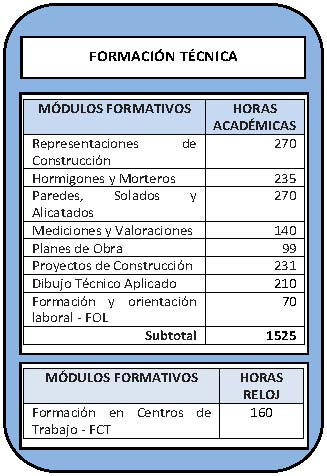 FORMACIÓN TÉCNICA
MÓDULOS FORMATIVOS HORAS
ACADÉMICAS
Representaciones de 270
Construcción
Hormigones y Morteros 235
Paredes, Solados y 270
Alicatados
Mediciones y Valoraciones 140
Planes de Obra 99
Proyectos de Construcción 231
Dibujo Técnico Aplicado 210
Formación y orientación 70
laboral - FOL
Subtotal 1525
MÓDULOS FORMATIVOS HORAS
RELOJ
Formación en Centros de 160
Trabajo - FCT